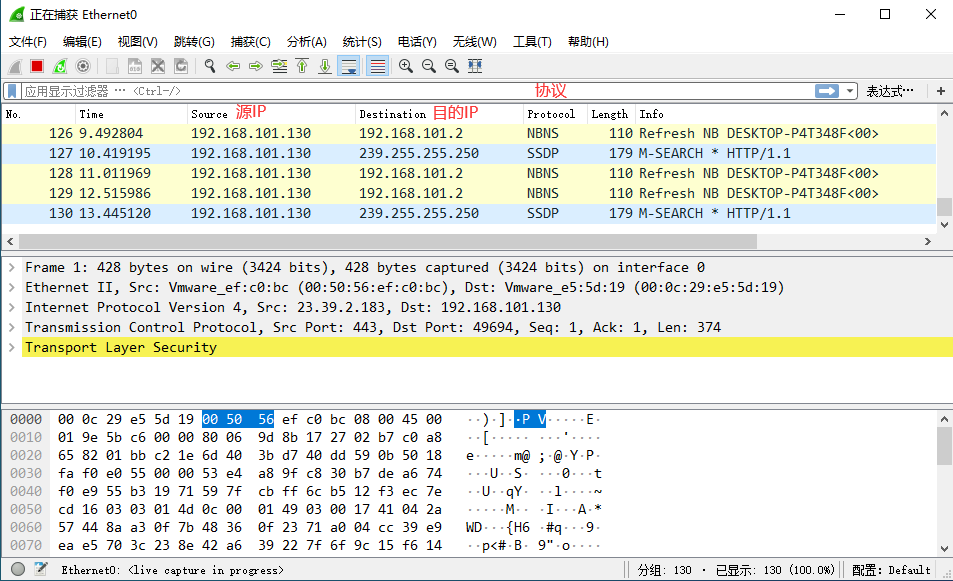 正在捕获 Ethernet0
文件(F) 编辑(E) 视图(V) 跳转(G) 捕获(C) 分析(A) 统计(S) 电话(Y) 无线(W) 工具(T) 帮助(H)
应用显示过滤器 … <Ctrl-/> 协议 表达式… +
No. Time Source 源IP Destination 目的IP Protocol Length Info
126 9.492804 192.168.101.130 192.168.101.2 NBNS 110 Refresh NB DESKTOP-P4T348F<00>
127 10.419195 192.168.101.130 239.255.255.250 SSDP 179 M-SEARCH * HTTP/1.1
128 11.011969 192.168.101.130 192.168.101.2 NBNS 110 Refresh NB DESKTOP-P4T348F<00>
129 12.515986 192.168.101.130 192.168.101.2 NBNS 110 Refresh NB DESKTOP-P4T348F<00>
130 13.445120 192.168.101.130 239.255.255.250 SSDP 179 M-SEARCH * HTTP/1.1
Frame 1: 428 bytes on wire (3424 bits), 428 bytes captured (3424 bits) on interface 0
Ethernet II, Src: Vmware_ef:c0:bc (00:50:56:ef:c0:bc), Dst: Vmware_e5:5d:19 (00:0c:29:e5:5d:19)
Internet Protocol Version 4, Src: 23.39.2.183, Dst: 192.168.101.130
Transmission Control Protocol, Src Port: 443, Dst Port: 49694, Seq: 1, Ack: 1, Len: 374
Transport Layer Security
0000 00 0c 29 e5 5d 19 00 50 56 ef c0 bc 08 00 45 00 ··)·]··P V·····E·
0010 01 9e 5b c6 00 00 80 06 9d 8b 17 27 02 b7 c0 a8 ··[····· ···'····
0020 65 82 01 bb c2 1e 6d 40 3b d7 40 dd 59 0b 50 18 e·····m@ ;·@·Y·P·
0030 fa f0 e0 55 00 00 53 e4 a8 9f c8 30 b7 de a6 74 ···U··S· ···0···t
0040 f0 e9 55 b3 19 71 59 7f cb ff 6c b5 12 f3 ec 7e ··U··qY· ··l····~
0050 cd 16 03 03 01 4d 0c 00 01 49 03 00 17 41 04 2a ·····M·· ·I···A·*
0060 57 44 8a a3 0f 7b 48 36 0f 23 71 a0 04 cc 39 e9 WD···{H6 ·#q···9·
0070 ea e5 70 3c 23 8e 42 a6 39 22 7f 6f 9c 15 f6 14 ··p<#·B· 9"·o····
Ethernet0: <live capture in progress> 分组: 130 · 已显示: 130 (100.0%) 配置: Default